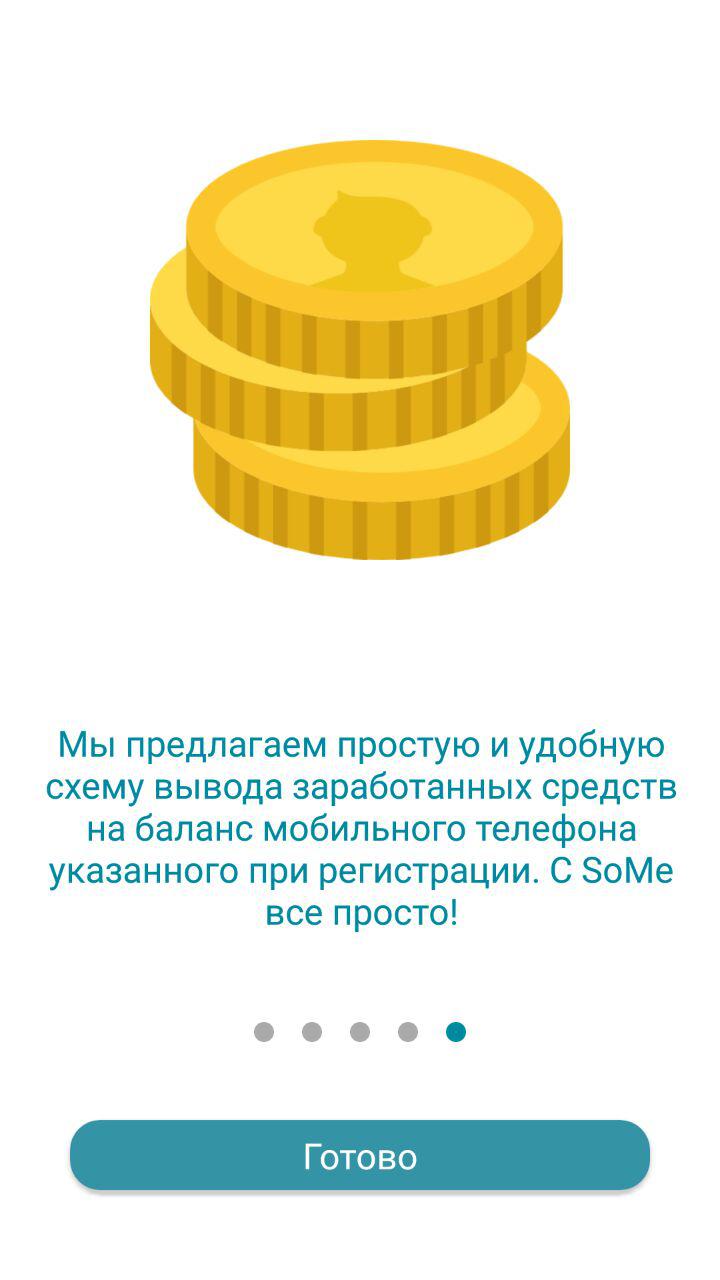 Мы предлагаем простую и удобную
схему вывода заработанных средств
на баланс мобильного телефона
указанного при регистрации. С SoMe
все просто!
Готово